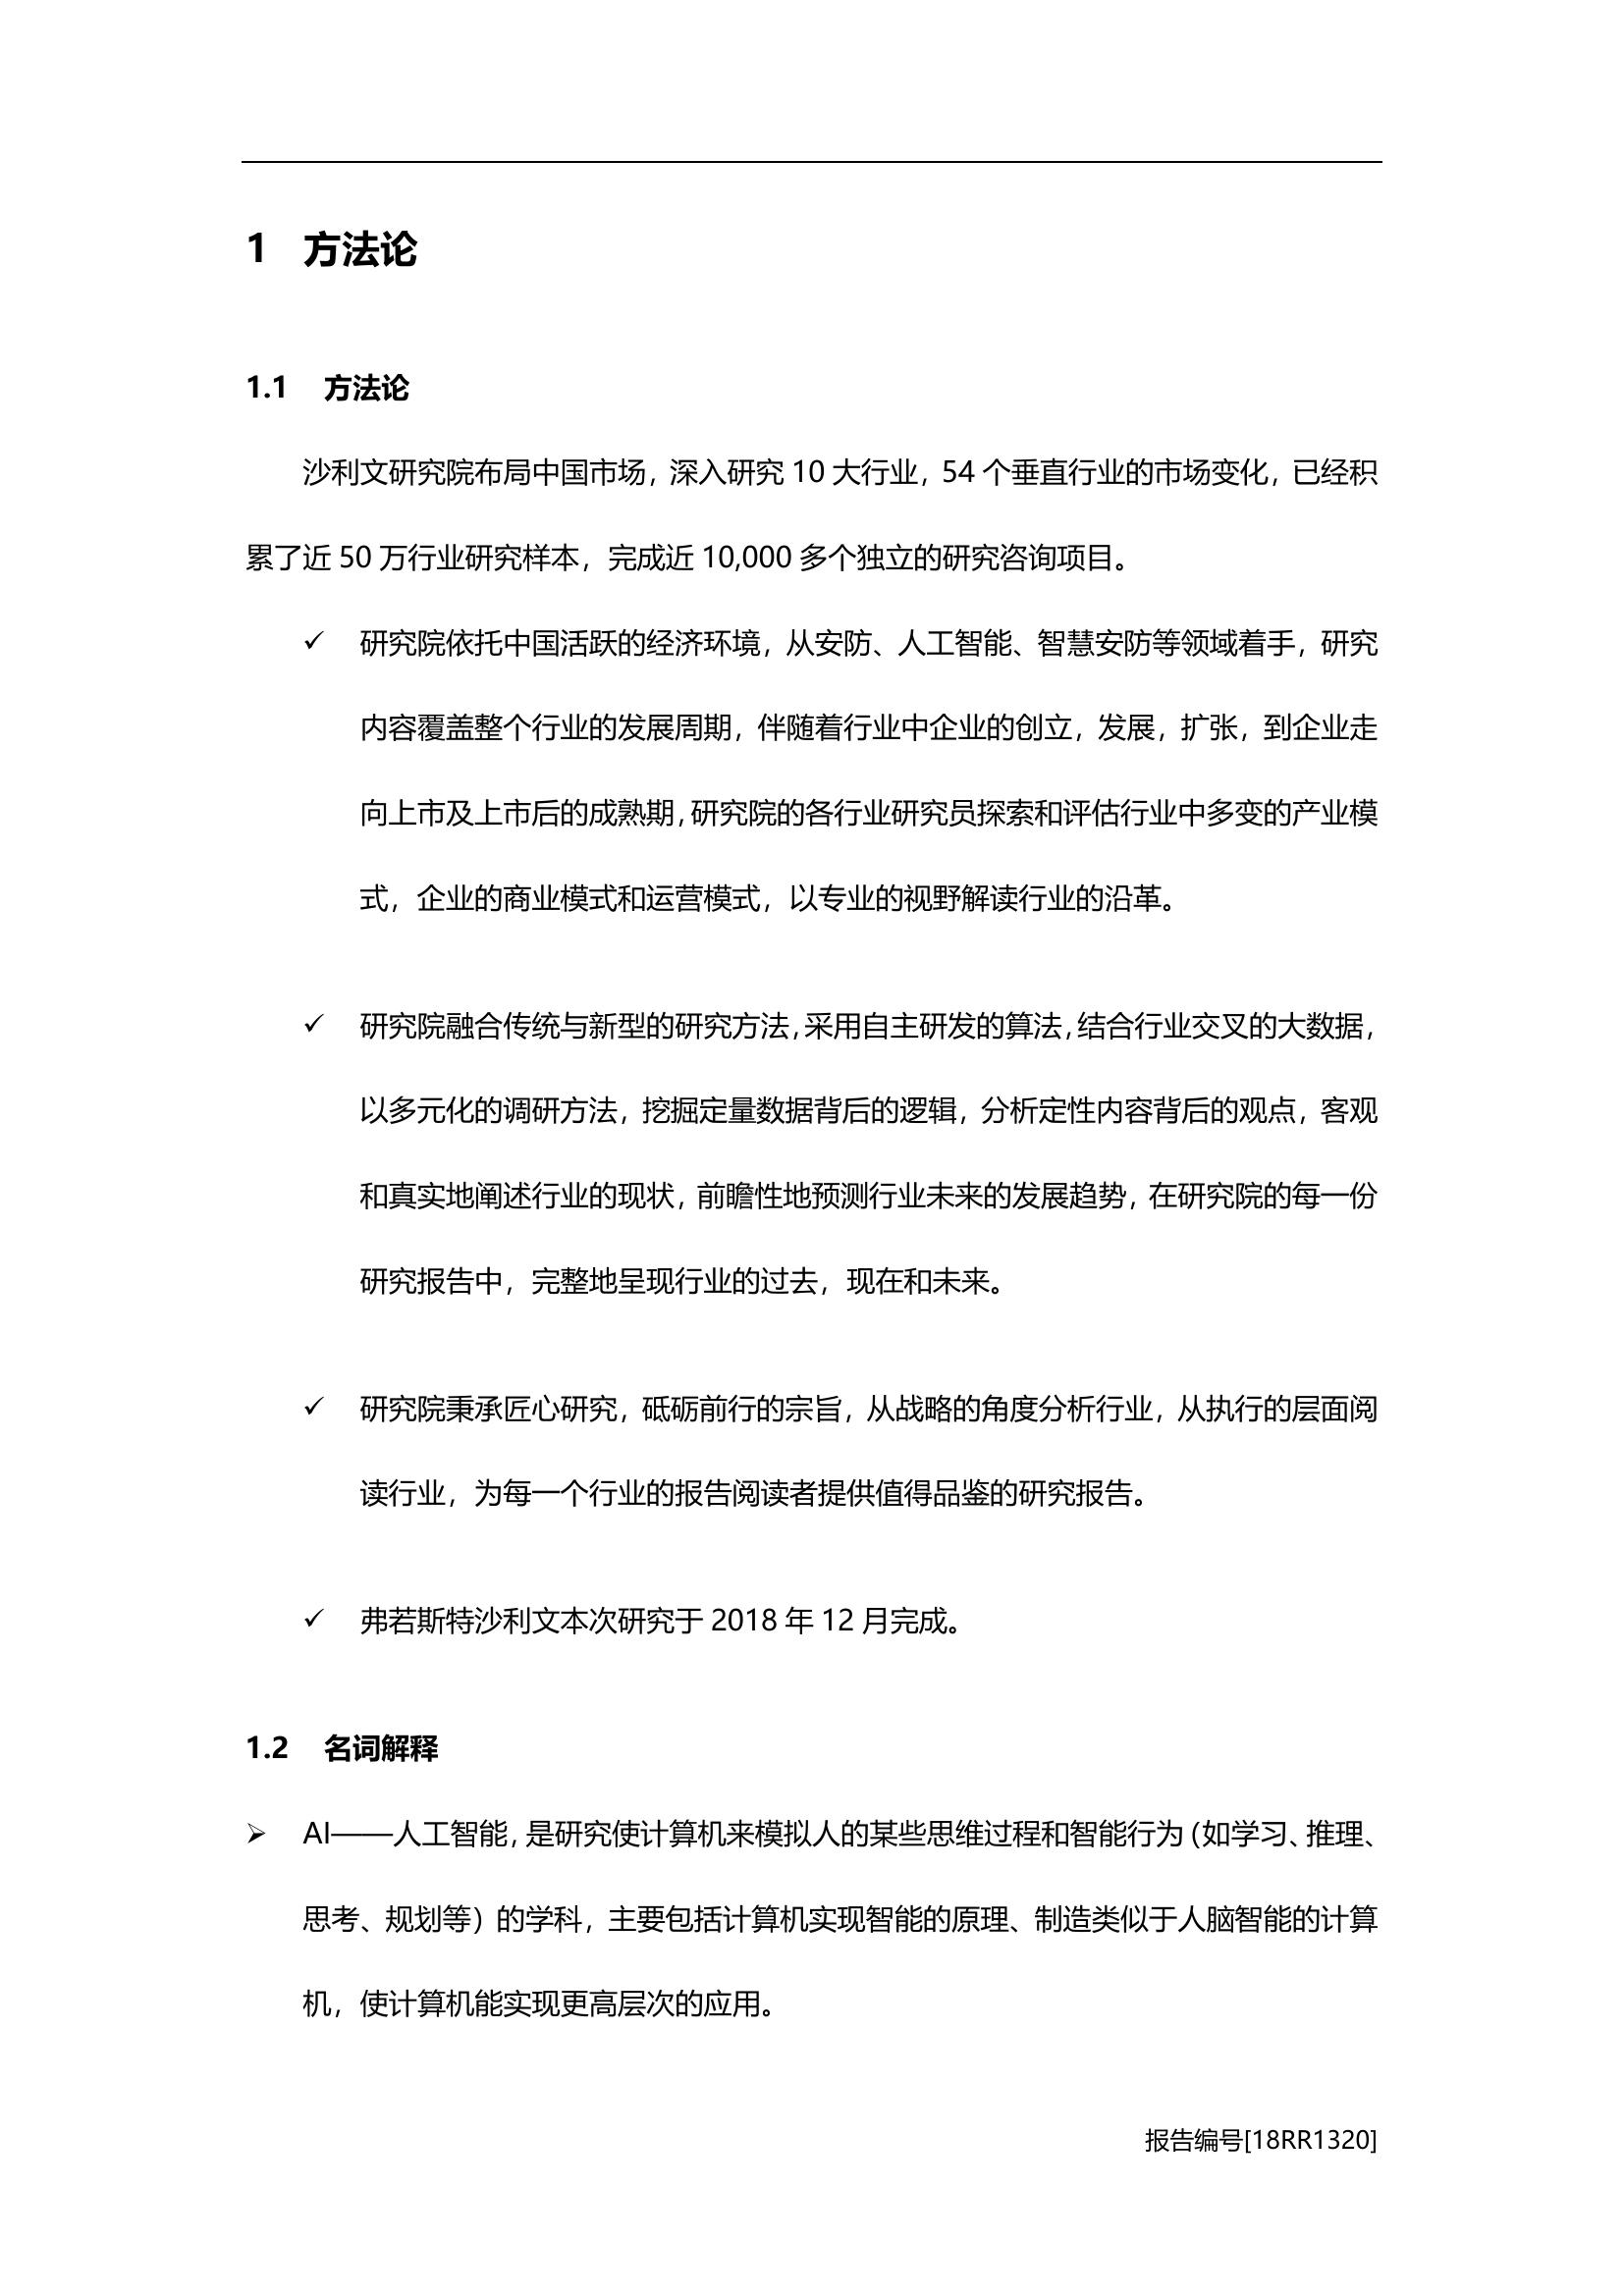 1 方法论
1.1 方法论
沙利文研究院布局中国市场，深入研究 10 大行业，54 个垂直行业的市场变化，已经积
累了近 50 万行业研究样本，完成近 10,000 多个独立的研究咨询项目。
✓ 研究院依托中国活跃的经济环境，从安防、人工智能、智慧安防等领域着手，研究
内容覆盖整个行业的发展周期，伴随着行业中企业的创立，发展，扩张，到企业走
向上市及上市后的成熟期，研究院的各行业研究员探索和评估行业中多变的产业模
式，企业的商业模式和运营模式，以专业的视野解读行业的沿革。
✓ 研究院融合传统与新型的研究方法，采用自主研发的算法，结合行业交叉的大数据，
以多元化的调研方法，挖掘定量数据背后的逻辑，分析定性内容背后的观点，客观
和真实地阐述行业的现状，前瞻性地预测行业未来的发展趋势，在研究院的每一份
研究报告中，完整地呈现行业的过去，现在和未来。
✓ 研究院秉承匠心研究，砥砺前行的宗旨，从战略的角度分析行业，从执行的层面阅
读行业，为每一个行业的报告阅读者提供值得品鉴的研究报告。
✓ 弗若斯特沙利文本次研究于 2018 年 12 月完成。
1.2 名词解释
➢ AI——人工智能，是研究使计算机来模拟人的某些思维过程和智能行为（如学习、推理、
思考、规划等）的学科，主要包括计算机实现智能的原理、制造类似于人脑智能的计算
机，使计算机能实现更高层次的应用。
报告编号[18RR1320]